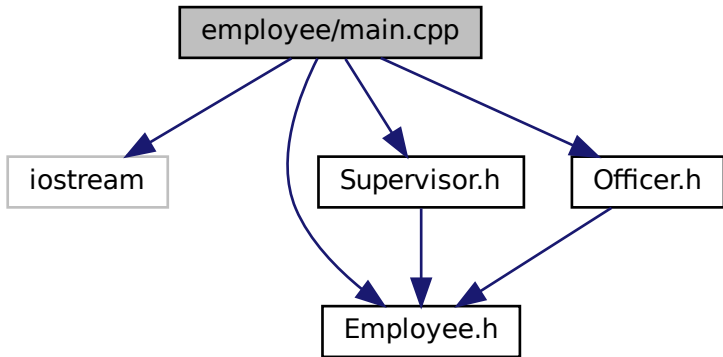 employee/main.cpp
iostream
Supervisor.h
Officer.h
Employee.h